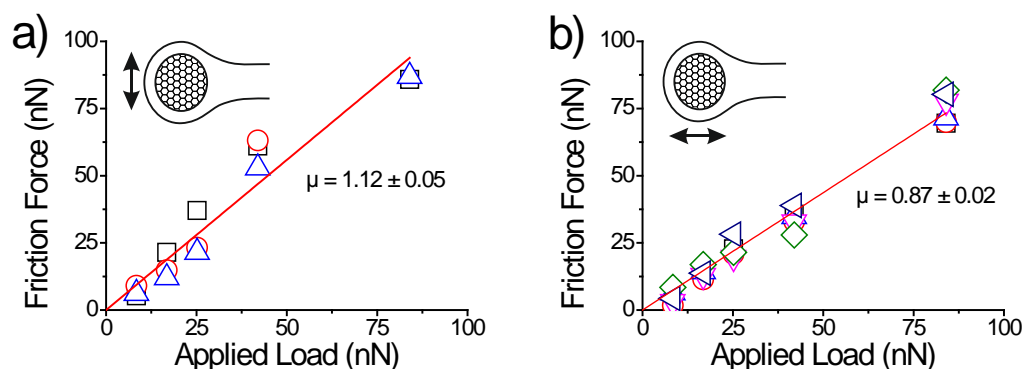 a)
100
75
50
25
0
Friction Force (nN)
μ = 1.12 ± 0.05
0 25 50 75 100
Applied Load (nN)
b)
100
75
50
25
0
Friction Force (nN)
μ = 0.87 ± 0.02
0 25 50 75 100
Applied Load (nN)